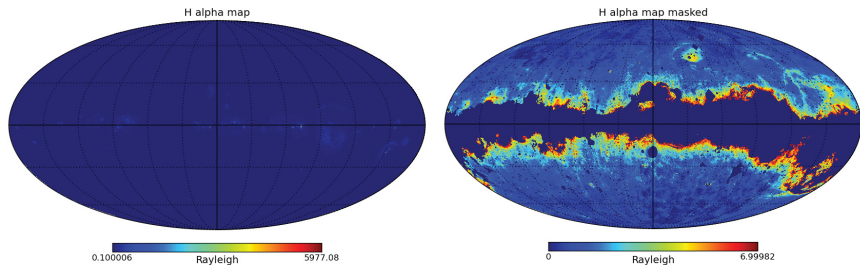 H alpha map
0.100006
Rayleigh
5977.08
H alpha map masked
0
Rayleigh
6.99982